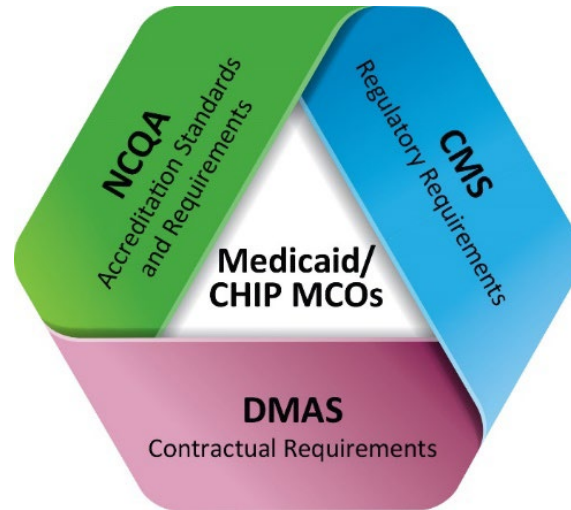 NCQA
Accreditation Standards
and Requirements
CMS
Regulatory Requirements
Medicaid/
CHIP MCOs
DMAS
Contractual Requirements